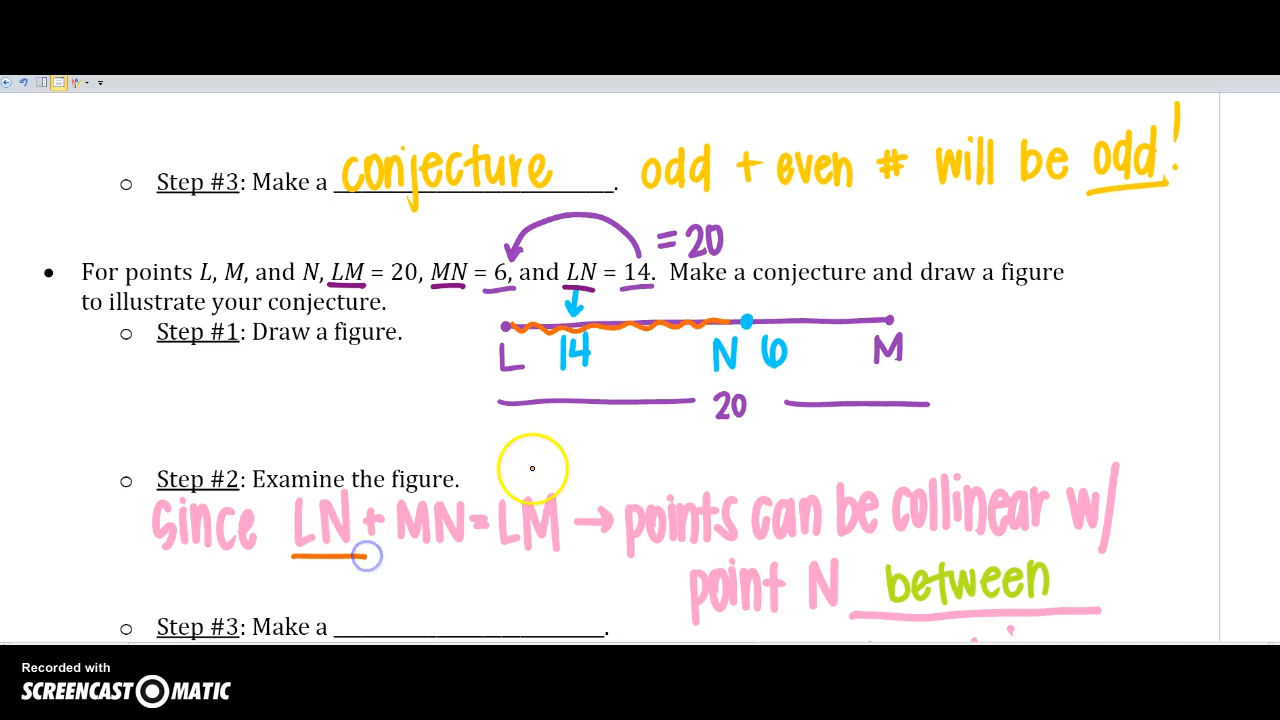 Step #3: Make a conjecture. odd + even # will be odd!
= 20
For points L, M, and N, LM = 20, MN = 6, and LN = 14. Make a conjecture and draw a figure
to illustrate your conjecture.
Step #1: Draw a figure.
L 14 N 6 M
20
Step #2: Examine the figure.
Since LN + MN = LM → points can be collinear w/
point N between
Step #3: Make a ________________________.
Recorded with
SCREENCAST MATIC